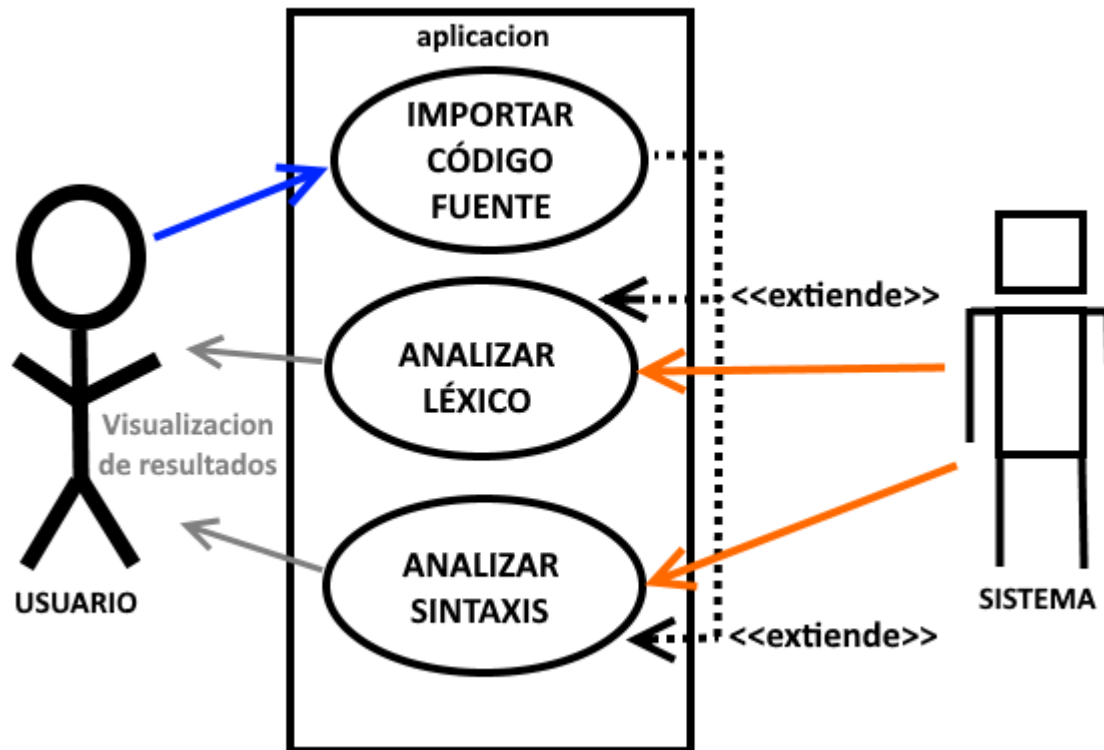 aplicacion
IMPORTAR
CÓDIGO
FUENTE
<<extiende>>
ANALIZAR
LÉXICO
Visualizacion
de resultados
ANALIZAR
SINTAXIS
USUARIO
SISTEMA
<<extiende>>